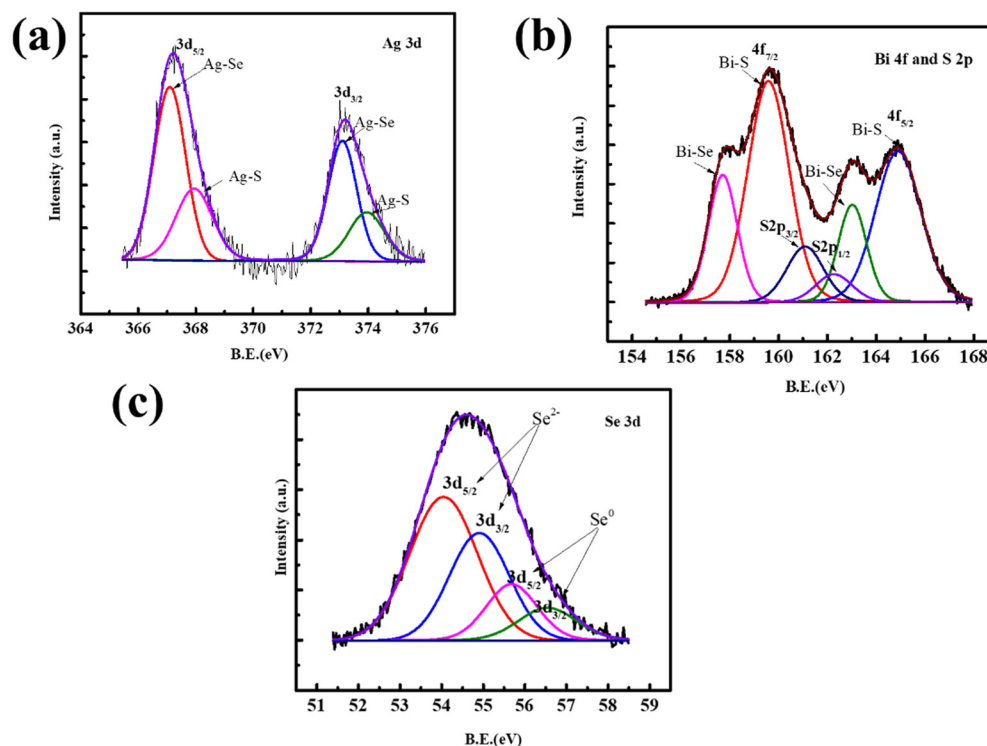 (a)
Ag 3d
3d5/2
Ag-Se
Ag-S
3d3/2
Ag-Se
Ag-S
Intensity (a.u.)
364 366 368 370 372 374 376
B.E.(eV)
(b)
Bi 4f and S 2p
4f7/2
Bi-S
Bi-Se
4f5/2
Bi-S
Bi-Se
S2p3/2
S2p1/2
Intensity (a.u.)
154 156 158 160 162 164 166 168
B.E.(eV)
(c)
Se 3d
Se2-
3d5/2
3d3/2
Se0
3d5/2
3d3/2
Intensity (a.u.)
51 52 53 54 55 56 57 58 59
B.E.(eV)